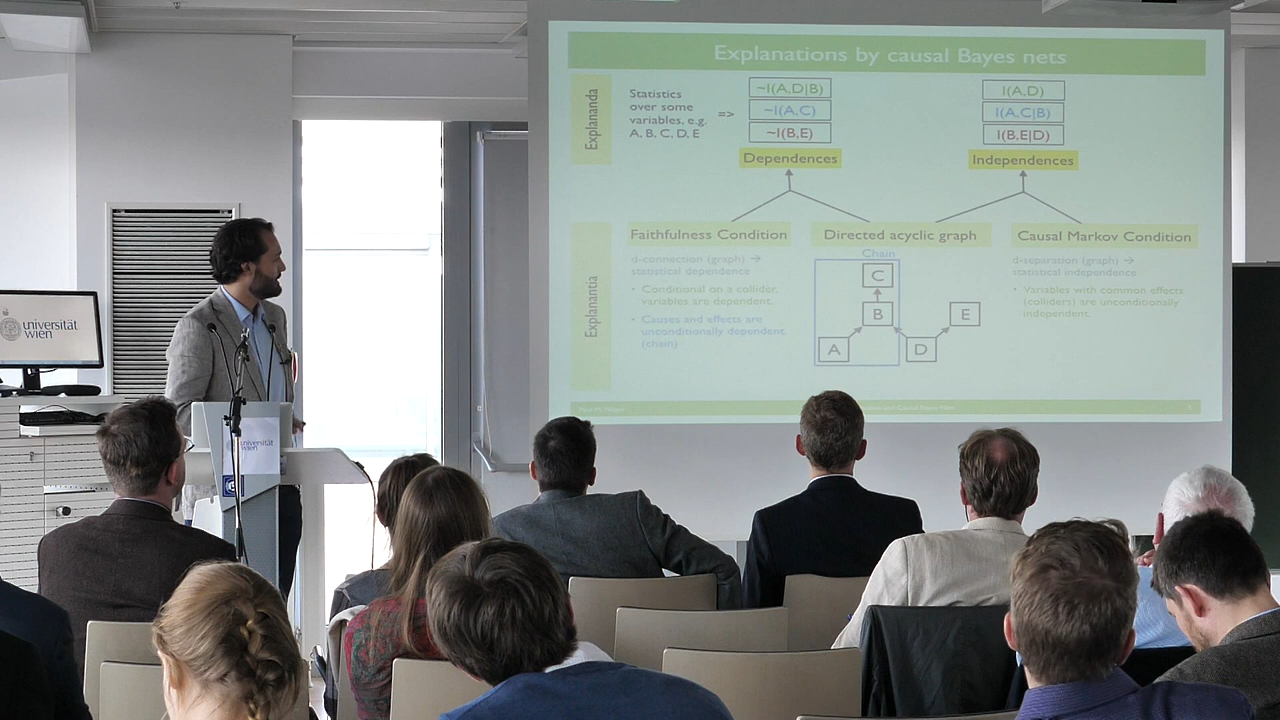 Explanations by causal Bayes nets
Explananda
Statistics
over some
variables, e.g.
A, B, C, D, E
=>
~I(A,D|B)
~I(A,C)
~I(B,E)
Dependences
I(A,D)
I(A,C|B)
I(B,E|D)
Independences
Explanantia
Faithfulness Condition
d-connection (graph) →
statistical dependence
• Conditional on a collider,
variables are dependent.
• Causes and effects are
unconditionally dependent.
(chain)
Directed acyclic graph
Chain
C
B
E
A
D
Causal Markov Condition
d-separation (graph) →
statistical independence
• Variables with common effects
(colliders) are unconditionally
independent.
universität
wien
universität
wien